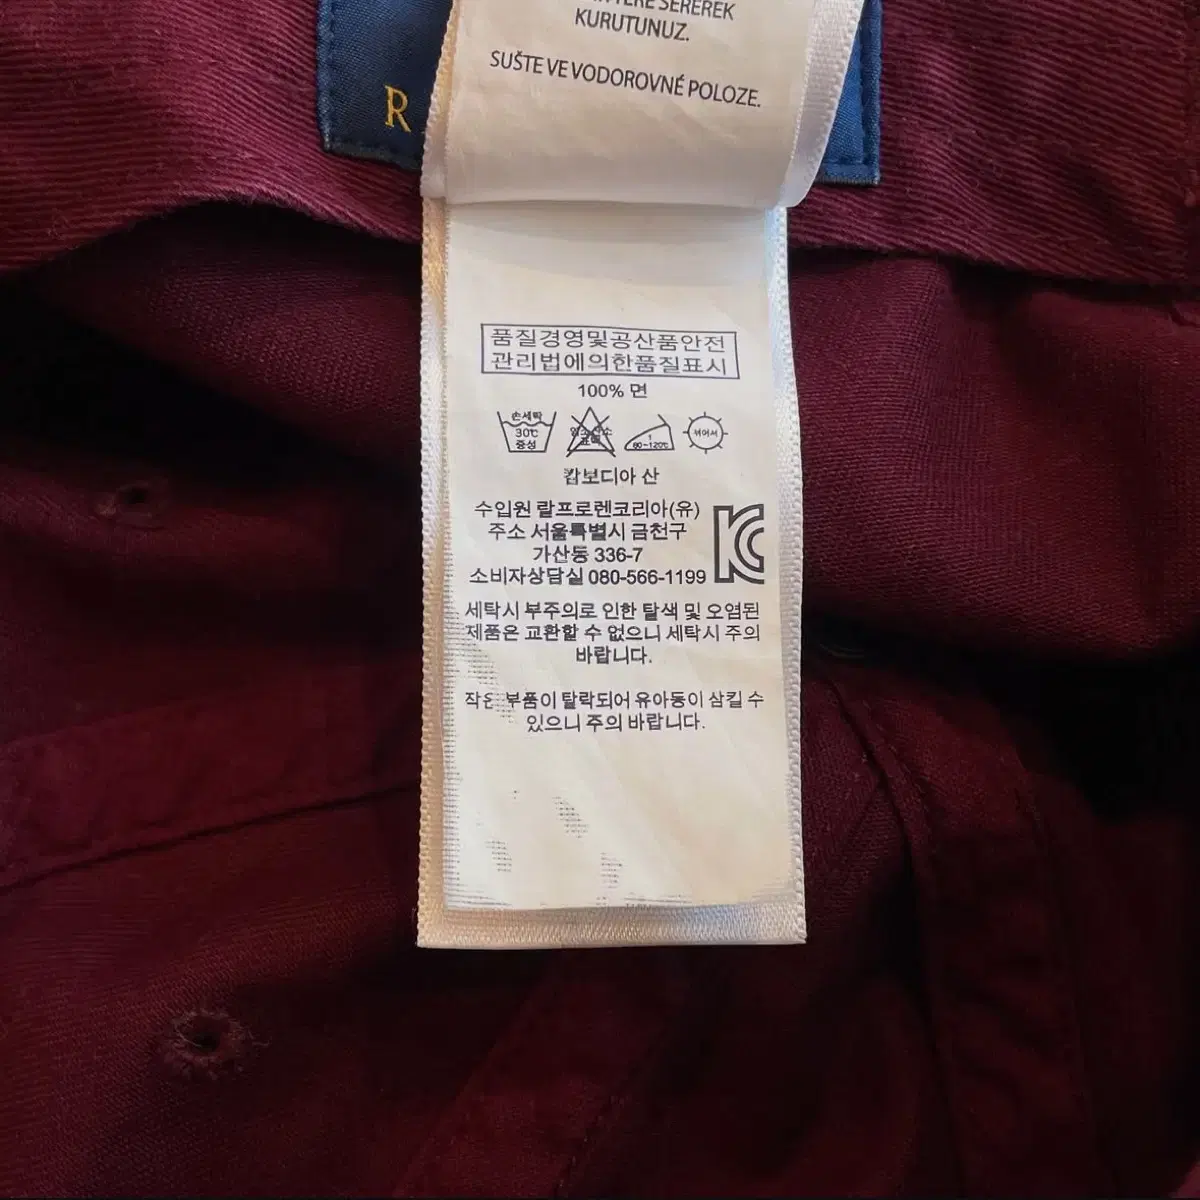 SEREREK
KURUTUNUZ.
SUŠTE VE VODOROVNÉ POLOZE.
R
품질경영및공산품안전
관리법에의한품질표시
100% 면
손세탁
30℃
중성
80~120℃
뉘어서
캄보디아 산
수입원 랄프로렌코리아(유)
주소 서울특별시 금천구
가산동 336-7
소비자상담실 080-566-1199
세탁시 부주의로 인한 탈색 및 오염된
제품은 교환할 수 없으니 세탁시 주의
바랍니다.
작은 부품이 탈락되어 유아동이 삼킬 수
있으니 주의 바랍니다.